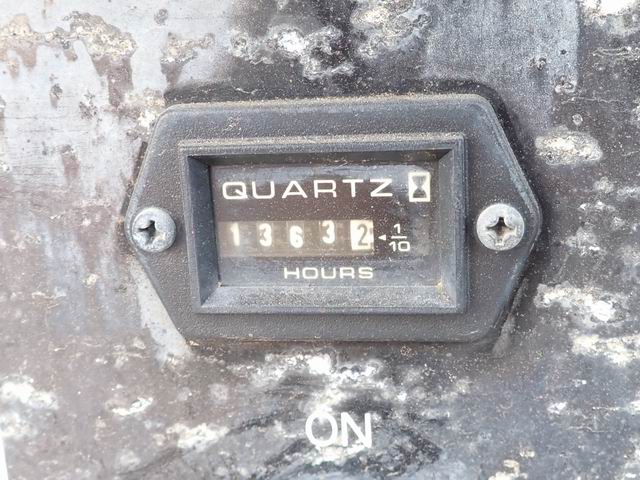 QUARTZ
13632 1/10
HOURS
ON